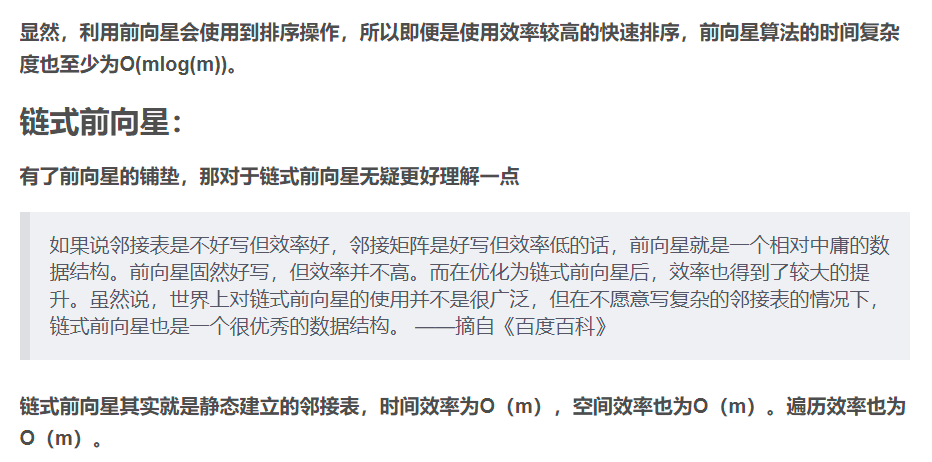 显然，利用前向星会使用到排序操作，所以即便是使用效率较高的快速排序，前向星算法的时间复杂
度也至少为O(mlog(m))。
链式前向星：
有了前向星的铺垫，那对于链式前向星无疑更好理解一点
如果说邻接表是不好写但效率好，邻接矩阵是好写但效率低的话，前向星就是一个相对中庸的数
据结构。前向星固然好写，但效率并不高。而在优化为链式前向星后，效率也得到了较大的提
升。虽然说，世界上对链式前向星的使用并不是很广泛，但在不愿意写复杂的邻接表的情况下，
链式前向星也是一个很优秀的数据结构。 ——摘自《百度百科》
链式前向星其实就是静态建立的邻接表，时间效率为O（m），空间效率也为O（m）。遍历效率也为
O（m）。